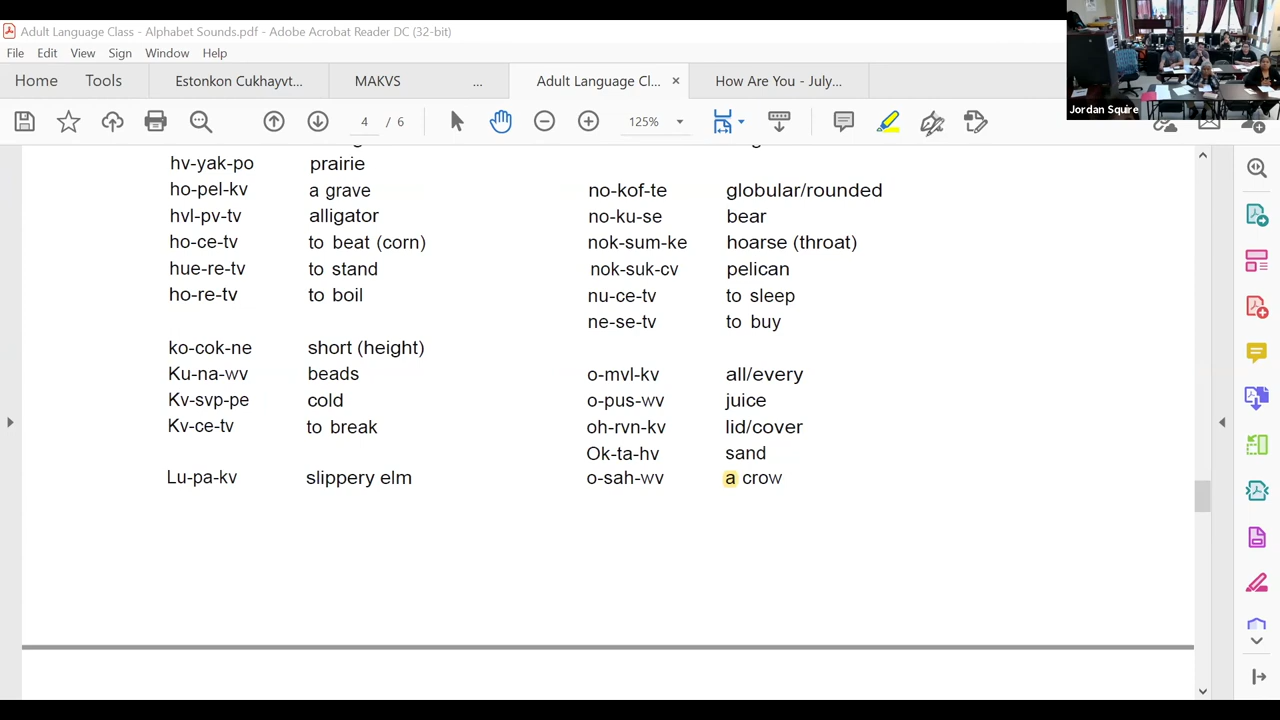 Adult Language Class - Alphabet Sounds.pdf - Adobe Acrobat Reader DC (32-bit)
File Edit View Sign Window Help
Home Tools Estonkon Cukhayvt... MAKVS ... Adult Language Cl... × How Are You - July...
4 / 6 125%
Jordan Squire
hv-yak-po prairie
ho-pel-kv a grave
hvl-pv-tv alligator
ho-ce-tv to beat (corn)
hue-re-tv to stand
ho-re-tv to boil
ko-cok-ne short (height)
Ku-na-wv beads
Kv-svp-pe cold
Kv-ce-tv to break
Lu-pa-kv slippery elm
no-kof-te globular/rounded
no-ku-se bear
nok-sum-ke hoarse (throat)
nok-suk-cv pelican
nu-ce-tv to sleep
ne-se-tv to buy
o-mvl-kv all/every
o-pus-wv juice
oh-rvn-kv lid/cover
Ok-ta-hv sand
o-sah-wv a crow